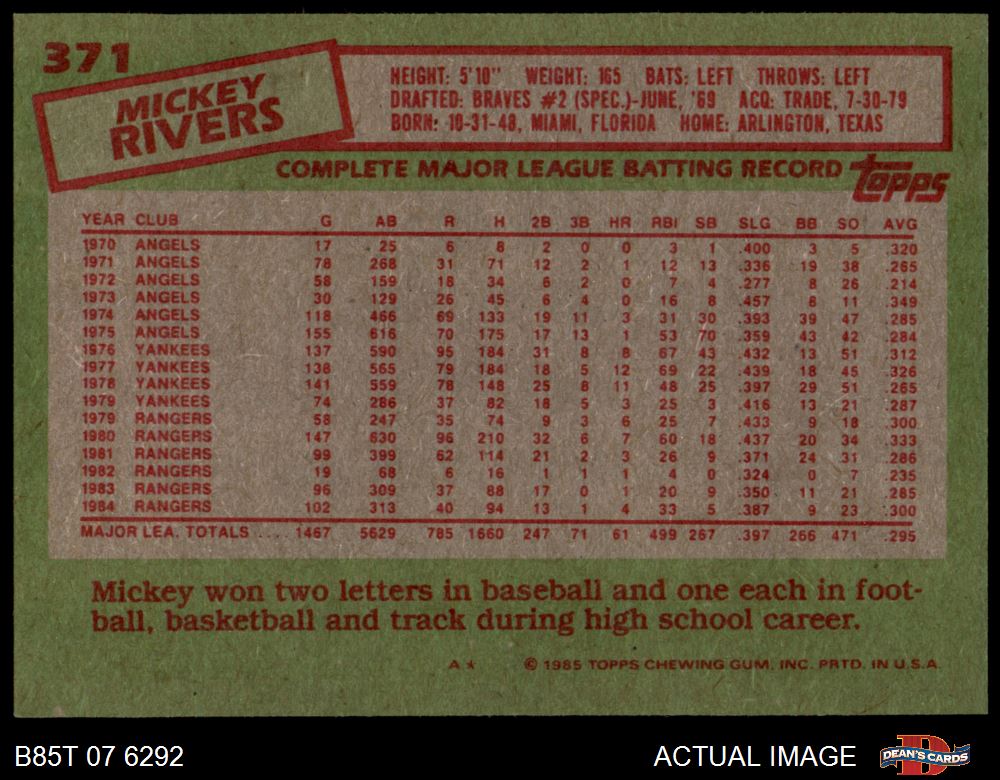 371
MICKEY
RIVERS
HEIGHT: 5'10" WEIGHT: 165 BATS: LEFT THROWS: LEFT
DRAFTED: BRAVES #2 (SPEC.)-JUNE, '69 ACQ: TRADE, 7-30-79
BORN: 10-31-48, MIAMI, FLORIDA HOME: ARLINGTON, TEXAS
COMPLETE MAJOR LEAGUE BATTING RECORD topps
YEAR CLUB G AB R H 2B 3B HR RBI SB SLG BB SO AVG
1970 ANGELS 17 25 6 8 2 0 0 3 1 .400 3 5 .320
1971 ANGELS 78 268 31 71 12 2 1 12 13 .336 19 38 .265
1972 ANGELS 58 159 18 34 6 2 0 7 4 .277 8 26 .214
1973 ANGELS 30 129 26 45 6 4 0 16 8 .457 8 11 .349
1974 ANGELS 118 466 69 133 19 11 3 31 30 .393 39 47 .285
1975 ANGELS 155 616 70 175 17 13 1 53 70 .359 43 42 .284
1976 YANKEES 137 590 95 184 31 8 8 67 43 .432 13 51 .312
1977 YANKEES 138 565 79 184 18 5 12 69 22 .439 18 45 .326
1978 YANKEES 141 559 78 148 25 8 11 48 25 .397 29 51 .265
1979 YANKEES 74 286 37 82 18 5 3 25 3 .416 13 21 .287
1979 RANGERS 58 247 35 74 9 3 6 25 7 .433 9 18 .300
1980 RANGERS 147 630 96 210 32 6 7 60 18 .437 20 34 .333
1981 RANGERS 99 399 62 114 21 2 3 26 9 .371 24 31 .286
1982 RANGERS 19 68 6 16 1 1 1 4 0 .324 0 7 .235
1983 RANGERS 96 309 37 88 17 0 1 20 9 .350 11 21 .285
1984 RANGERS 102 313 40 94 13 1 4 33 5 .387 9 23 .300
MAJOR LEA. TOTALS .... 1467 5629 785 1660 247 71 61 499 267 .397 266 471 .295
Mickey won two letters in baseball and one each in foot-
ball, basketball and track during high school career.
A* © 1985 TOPPS CHEWING GUM, INC. PRTD. IN U.S.A.
B85T 07 6292 ACTUAL IMAGE DEAN'S CARDS